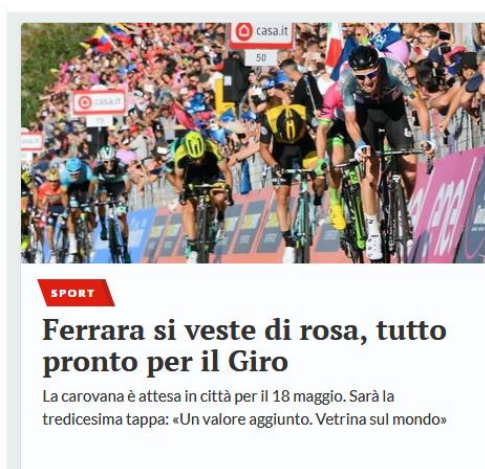 casa.it
50
casa.it
75
enel
SPORT
Ferrara si veste di rosa, tutto
pronto per il Giro
La carovana è attesa in città per il 18 maggio. Sarà la
tredicesima tappa: «Un valore aggiunto. Vetrina sul mondo»